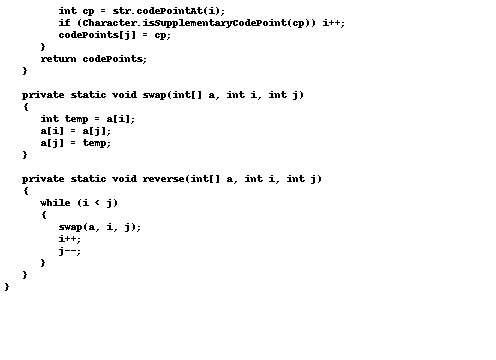 int cp = str.codePointAt(i);
if (Character.isSupplementaryCodePoint(cp)) i++;
codePoints[j] = cp;
}
return codePoints;
}
private static void swap(int[] a, int i, int j)
{
int temp = a[i];
a[i] = a[j];
a[j] = temp;
}
private static void reverse(int[] a, int i, int j)
{
while (i < j)
{
swap(a, i, j);
i++;
j--;
}
}
}